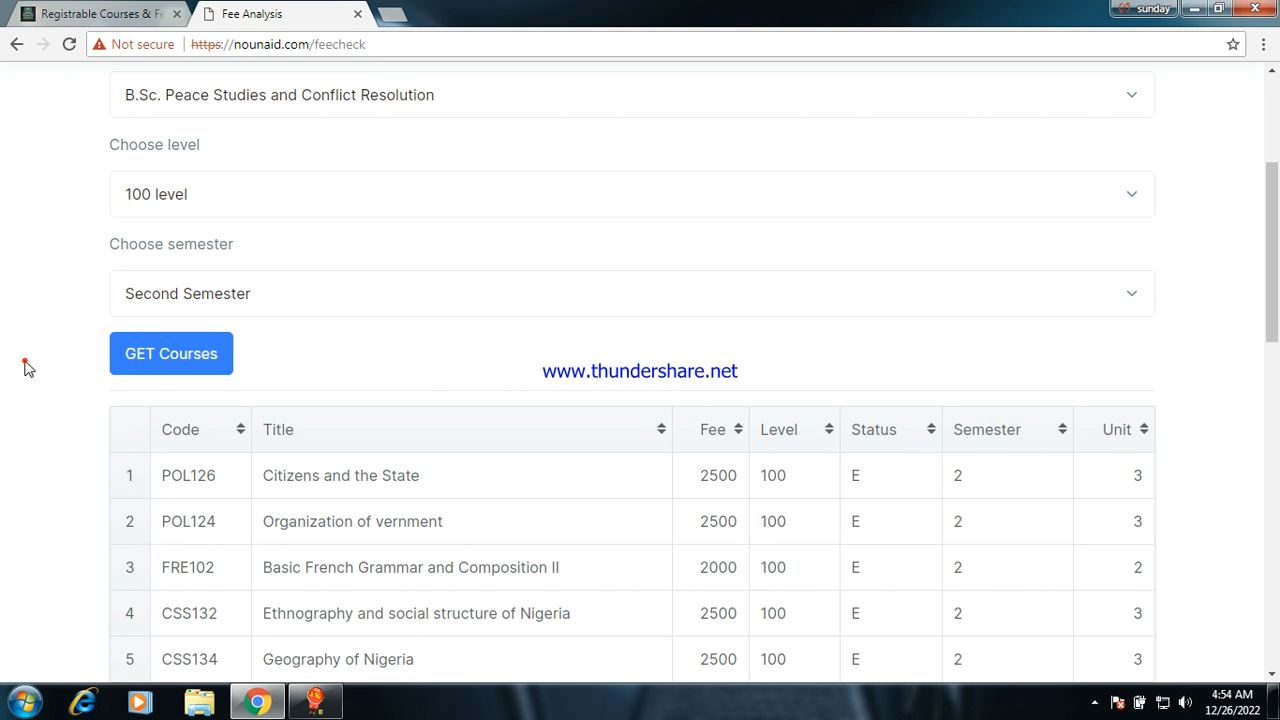 Registrable Courses & Fe
Fee Analysis
sunday
Not secure
https://nounaid.com/feecheck
B.Sc. Peace Studies and Conflict Resolution
Choose level
100 level
Choose semester
Second Semester
GET Courses
www.thundershare.net
Code Title Fee Level Status Semester Unit
1 POL126 Citizens and the State 2500 100 E 2 3
2 POL124 Organization of vernment 2500 100 E 2 3
3 FRE102 Basic French Grammar and Composition II 2000 100 E 2 2
4 CSS132 Ethnography and social structure of Nigeria 2500 100 E 2 3
5 CSS134 Geography of Nigeria 2500 100 E 2 3
4:54 AM
12/26/2022